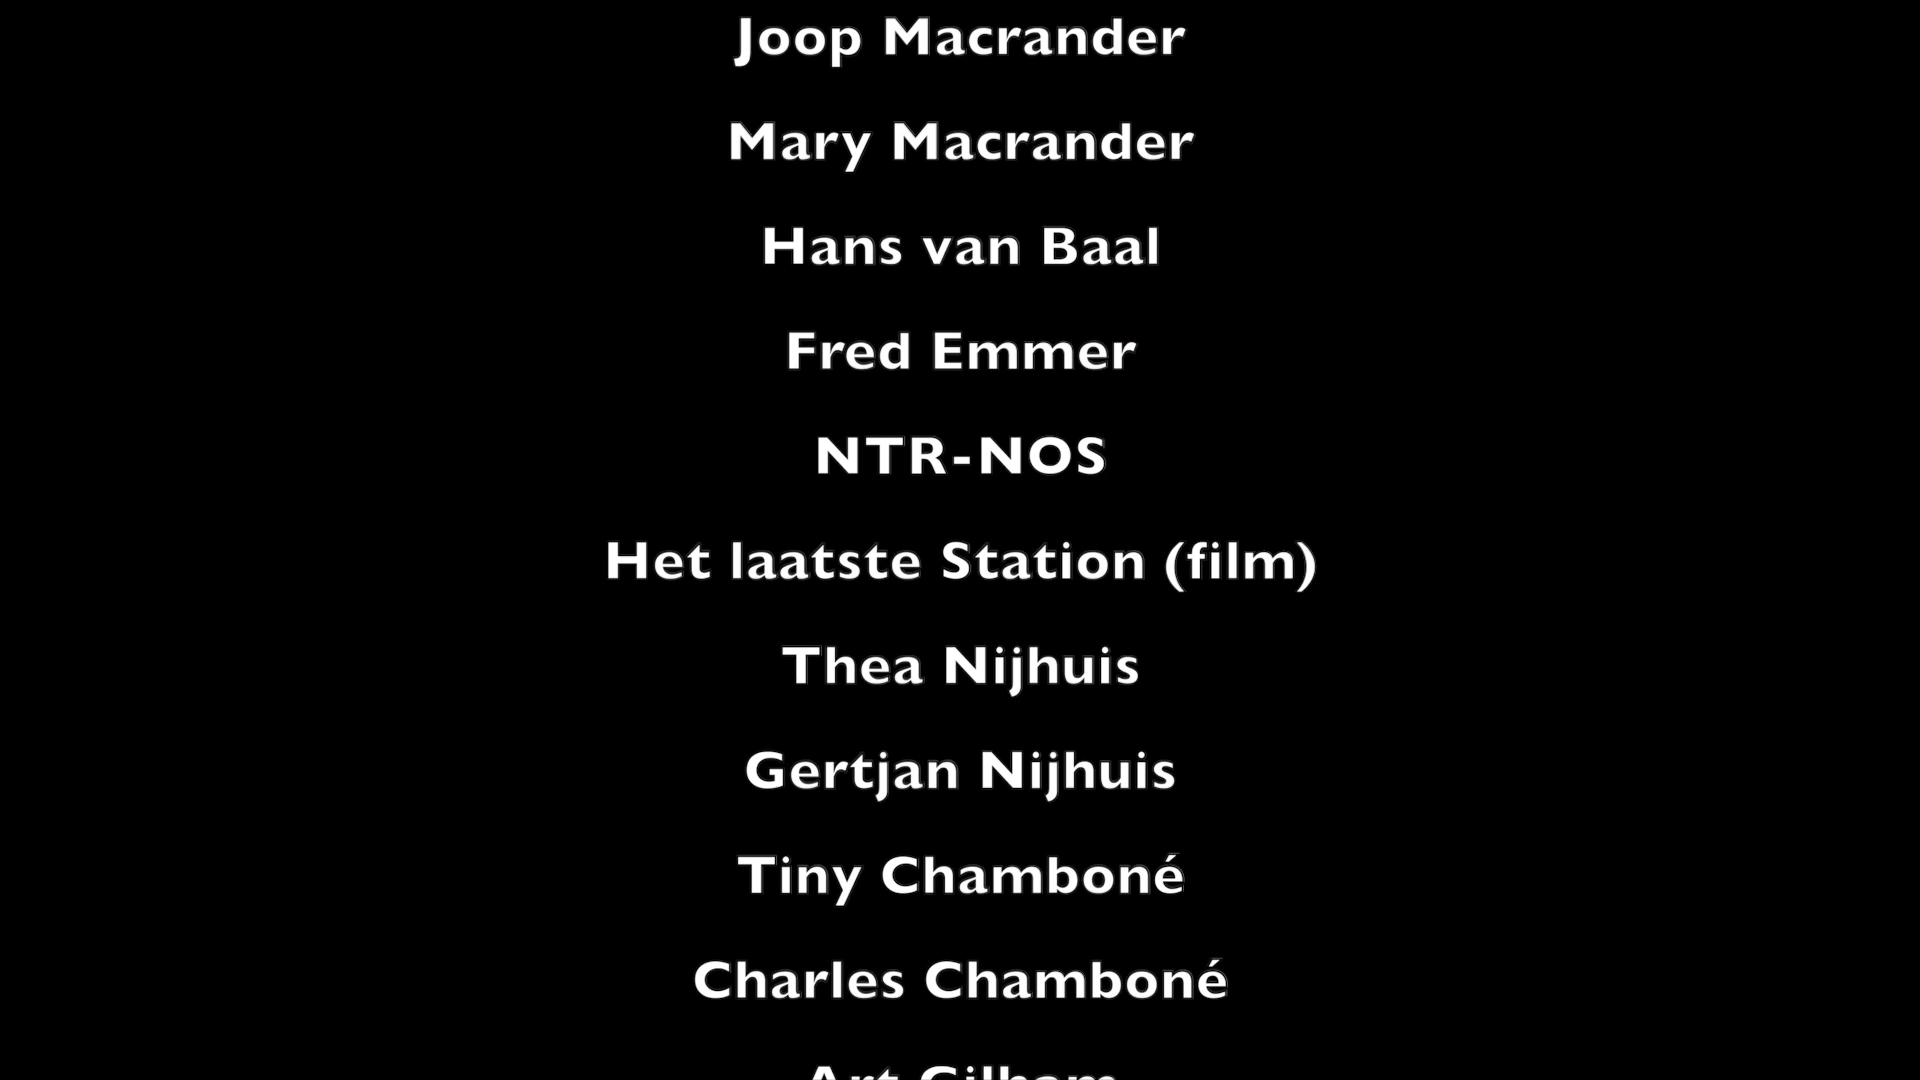 Joop Macrander
Mary Macrander
Hans van Baal
Fred Emmer
NTR-NOS
Het laatste Station (film)
Thea Nijhuis
Gertjan Nijhuis
Tiny Chamboné
Charles Chamboné
Art Gilham